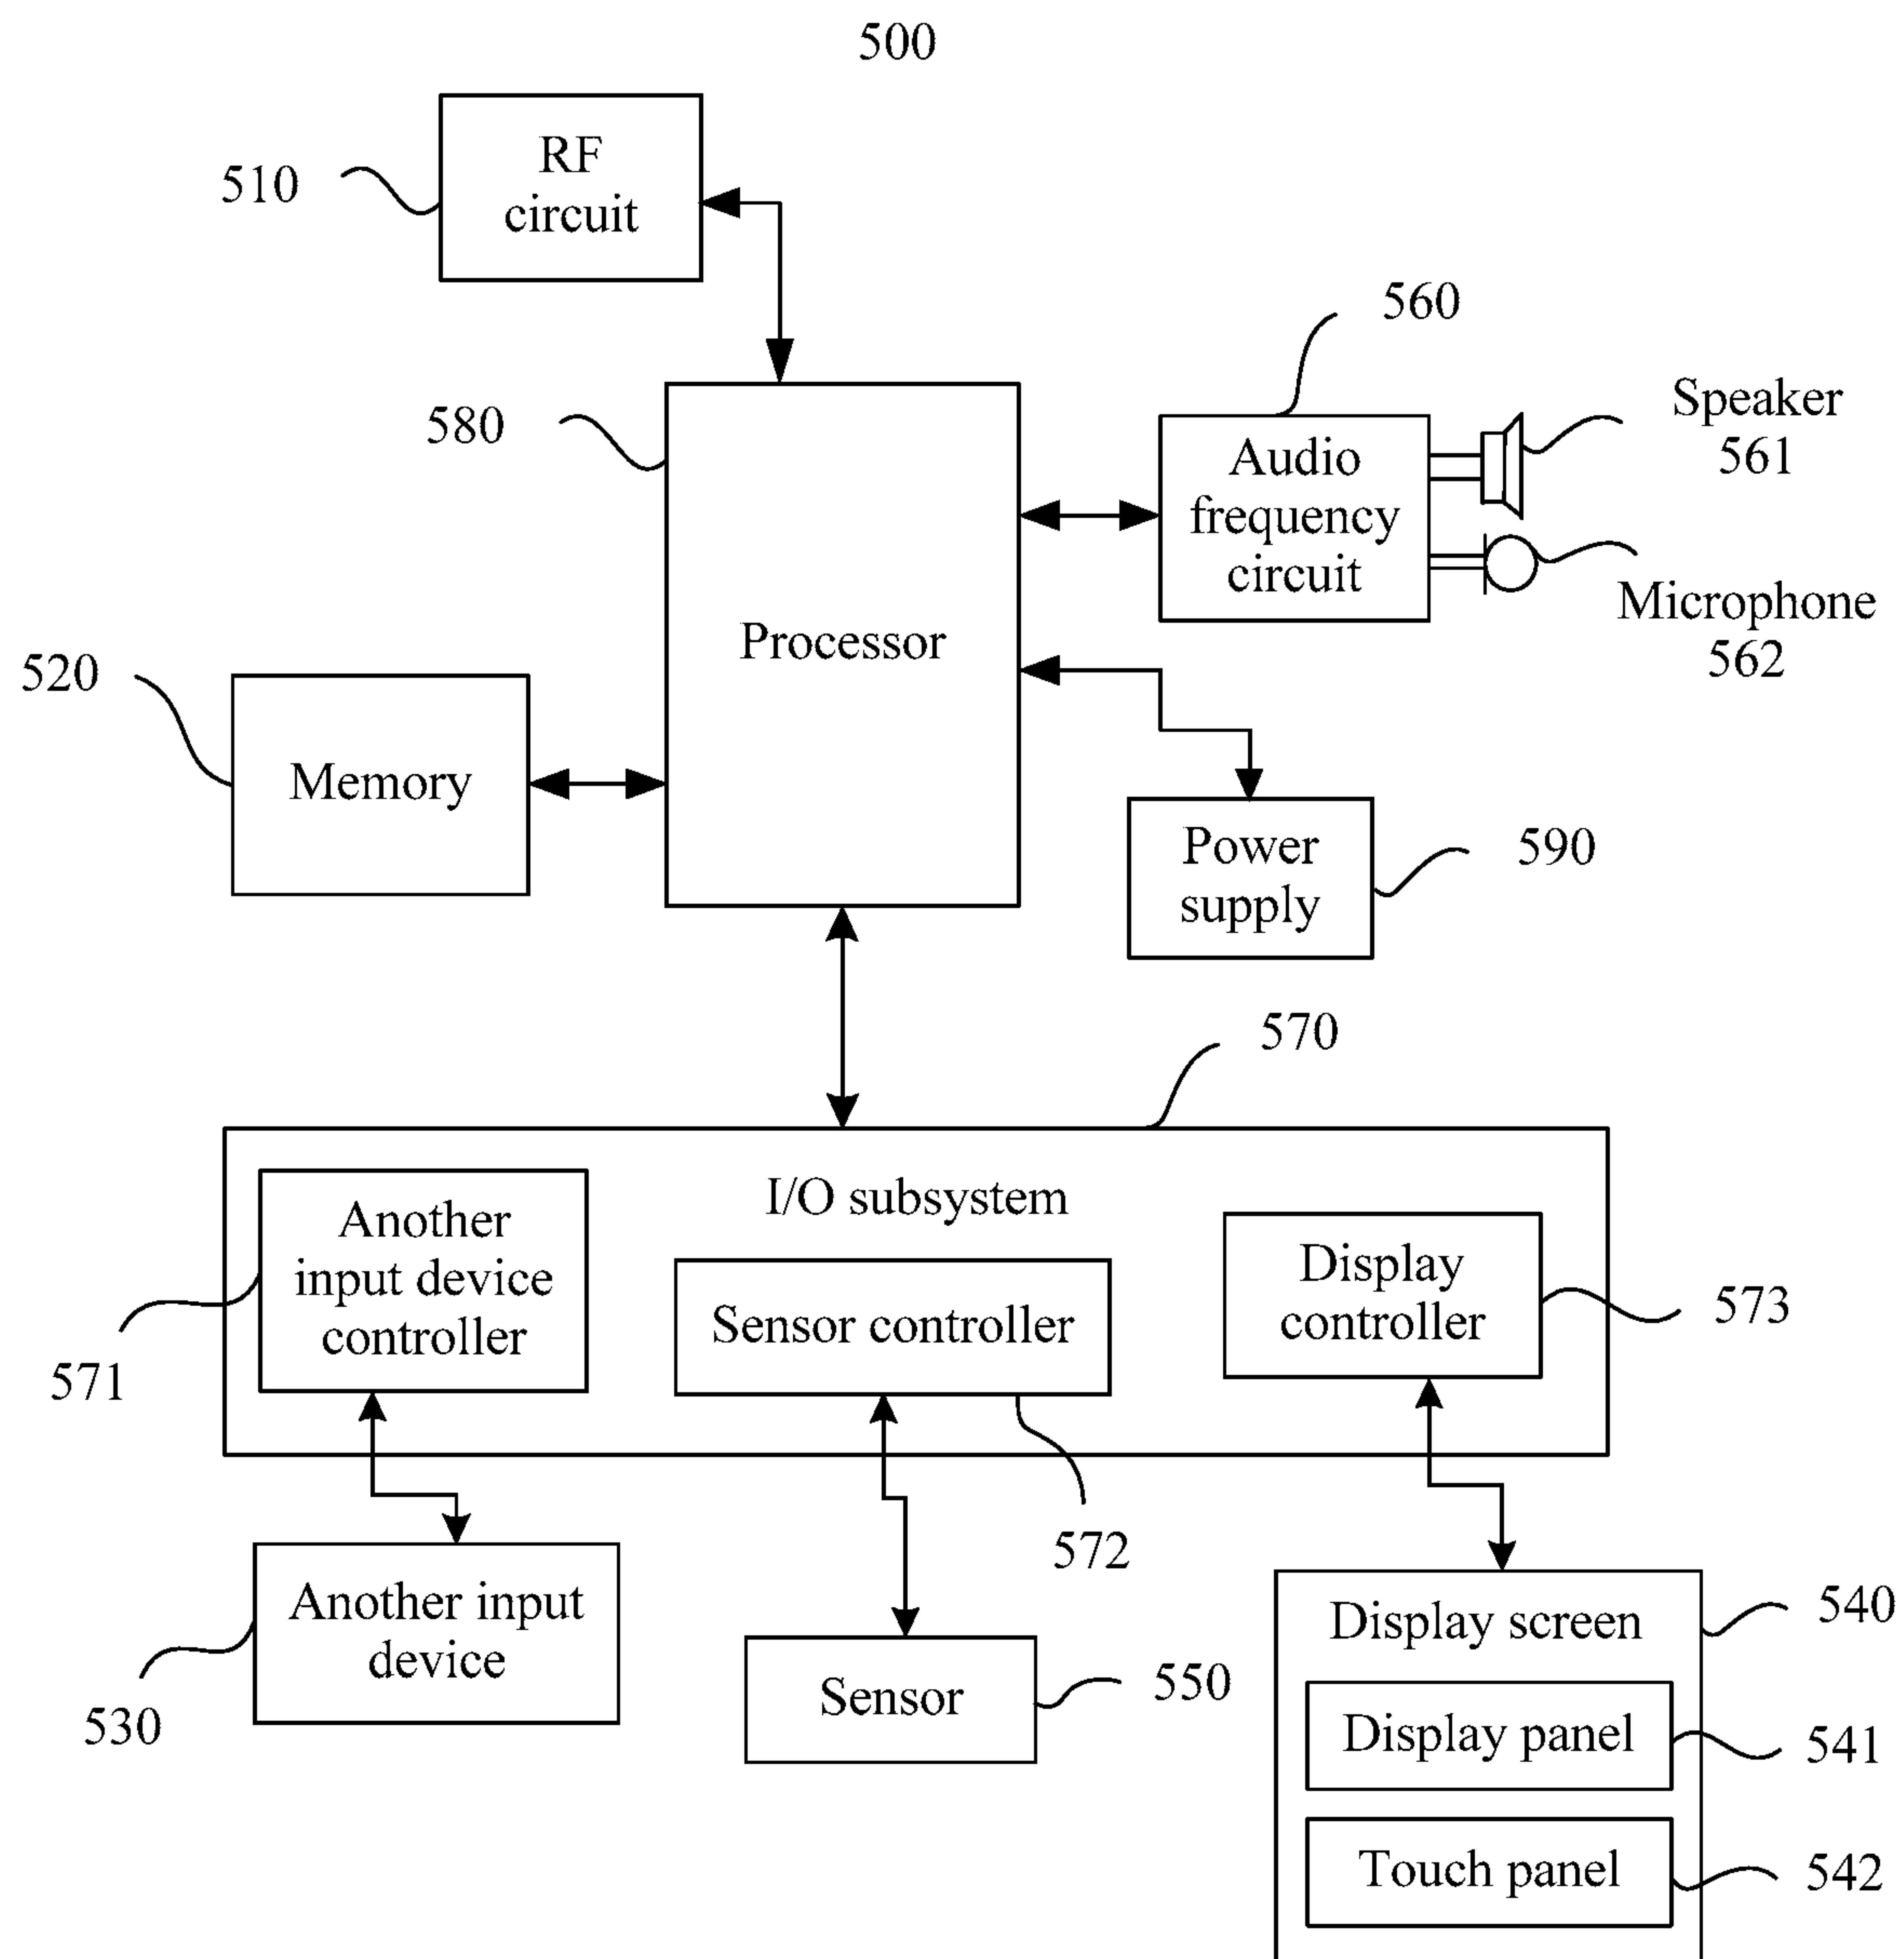 500
RF
circuit
510
560
580
Speaker
561
Audio
frequency
circuit
Microphone
562
Processor
520
Memory
Power
supply
590
570
I/O subsystem
Another
input device
controller
571
Sensor controller
572
Display
controller
573
Another input
device
530
Sensor
550
Display screen
540
Display panel
541
Touch panel
542